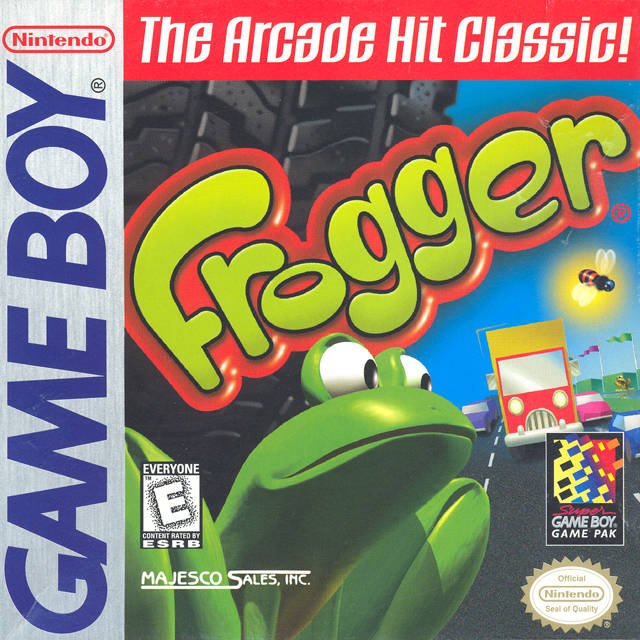 Nintendo®
GAME BOY®
The Arcade Hit Classic!
Frogger®
EVERYONE
TM
E
CONTENT RATED BY
ESRB
MAJESCO SALES, INC.
Super
GAME BOY
GAME PAK
Official
Nintendo®
Seal of Quality